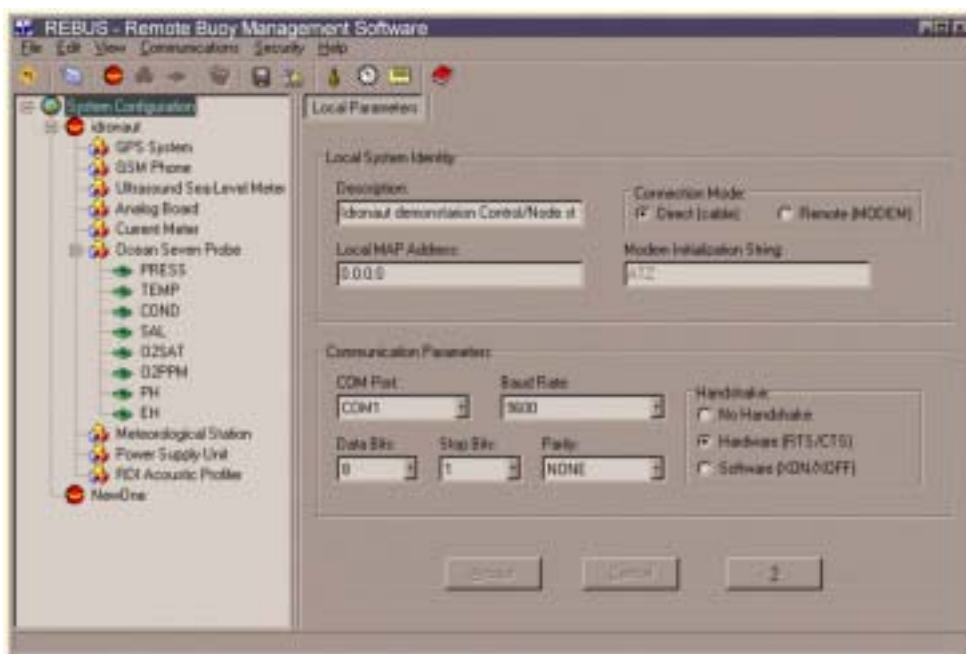 REBUS - Remote Buoy Management Software
File Edit View Communications Security Help
System Configuration
idronaut
GPS System
GSM Phone
Ultrasound Sea-Level Meter
Analog Board
Current Meter
Ocean Seven Probe
PRESS
TEMP
COND
SAL
O2SAT
O2PPM
PH
EH
Meteorological Station
Power Supply Unit
RDI Acoustic Profiler
NewOne
Local Parameters
Local System Identity
Description:
Idronaut demonstarion Control/Node st
Connection Mode:
Direct (cable)
Remote (MODEM)
Local MAP Address:
0.0.0.0
Modem Initialization String:
ATZ
Communication Parameters
COM Port:
COM1
Baud Rate:
9600
Data Bits:
8
Stop Bits:
1
Parity:
NONE
Handshake:
No Handshake
Hardware (RTS/CTS)
Software (XON/XOFF)
Cancel